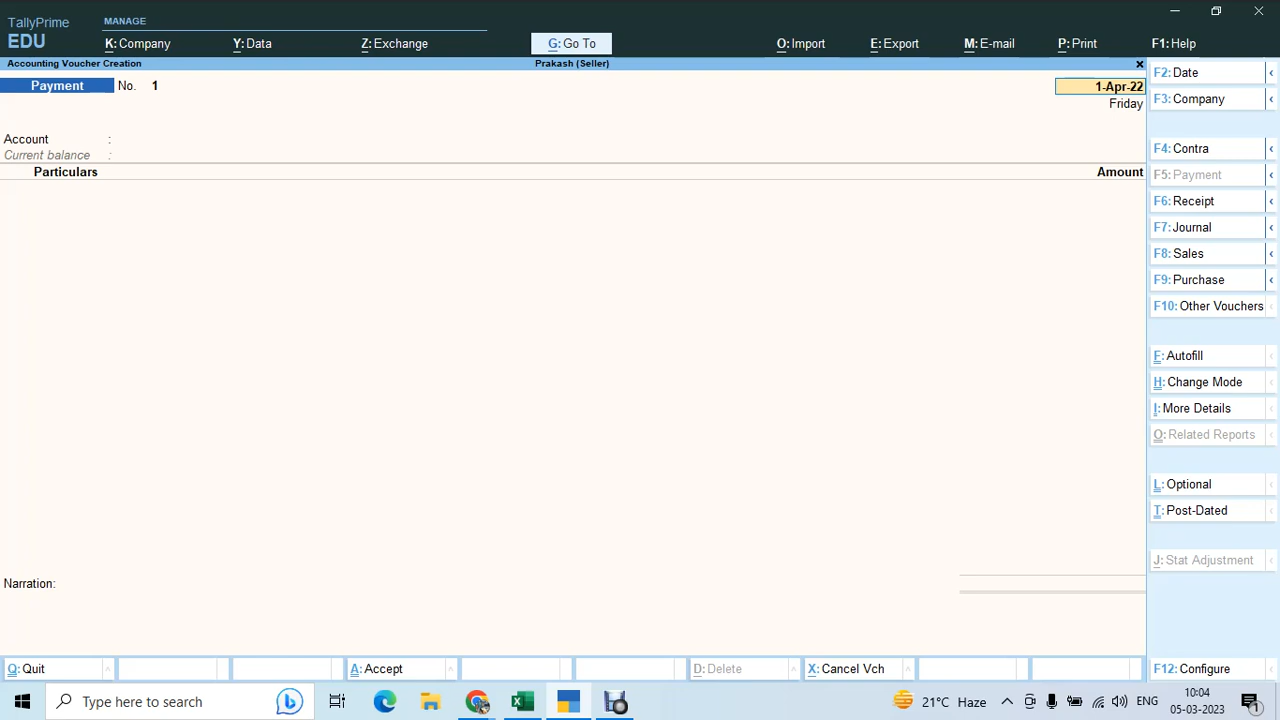 TallyPrime
EDU
MANAGE
K: Company
Y: Data
Z: Exchange
G: Go To
O: Import
E: Export
M: E-mail
P: Print
F1: Help
Accounting Voucher Creation
Prakash (Seller)
Payment No. 1
1-Apr-22
Friday
Account :
Current balance :
Particulars
Amount
Narration:
F2: Date
F3: Company
F4: Contra
F5: Payment
F6: Receipt
F7: Journal
F8: Sales
F9: Purchase
F10: Other Vouchers
F: Autofill
H: Change Mode
I: More Details
O: Related Reports
L: Optional
T: Post-Dated
J: Stat Adjustment
Q: Quit
A: Accept
D: Delete
X: Cancel Vch
F12: Configure
Type here to search
21°C Haze
ENG
10:04
05-03-2023
1